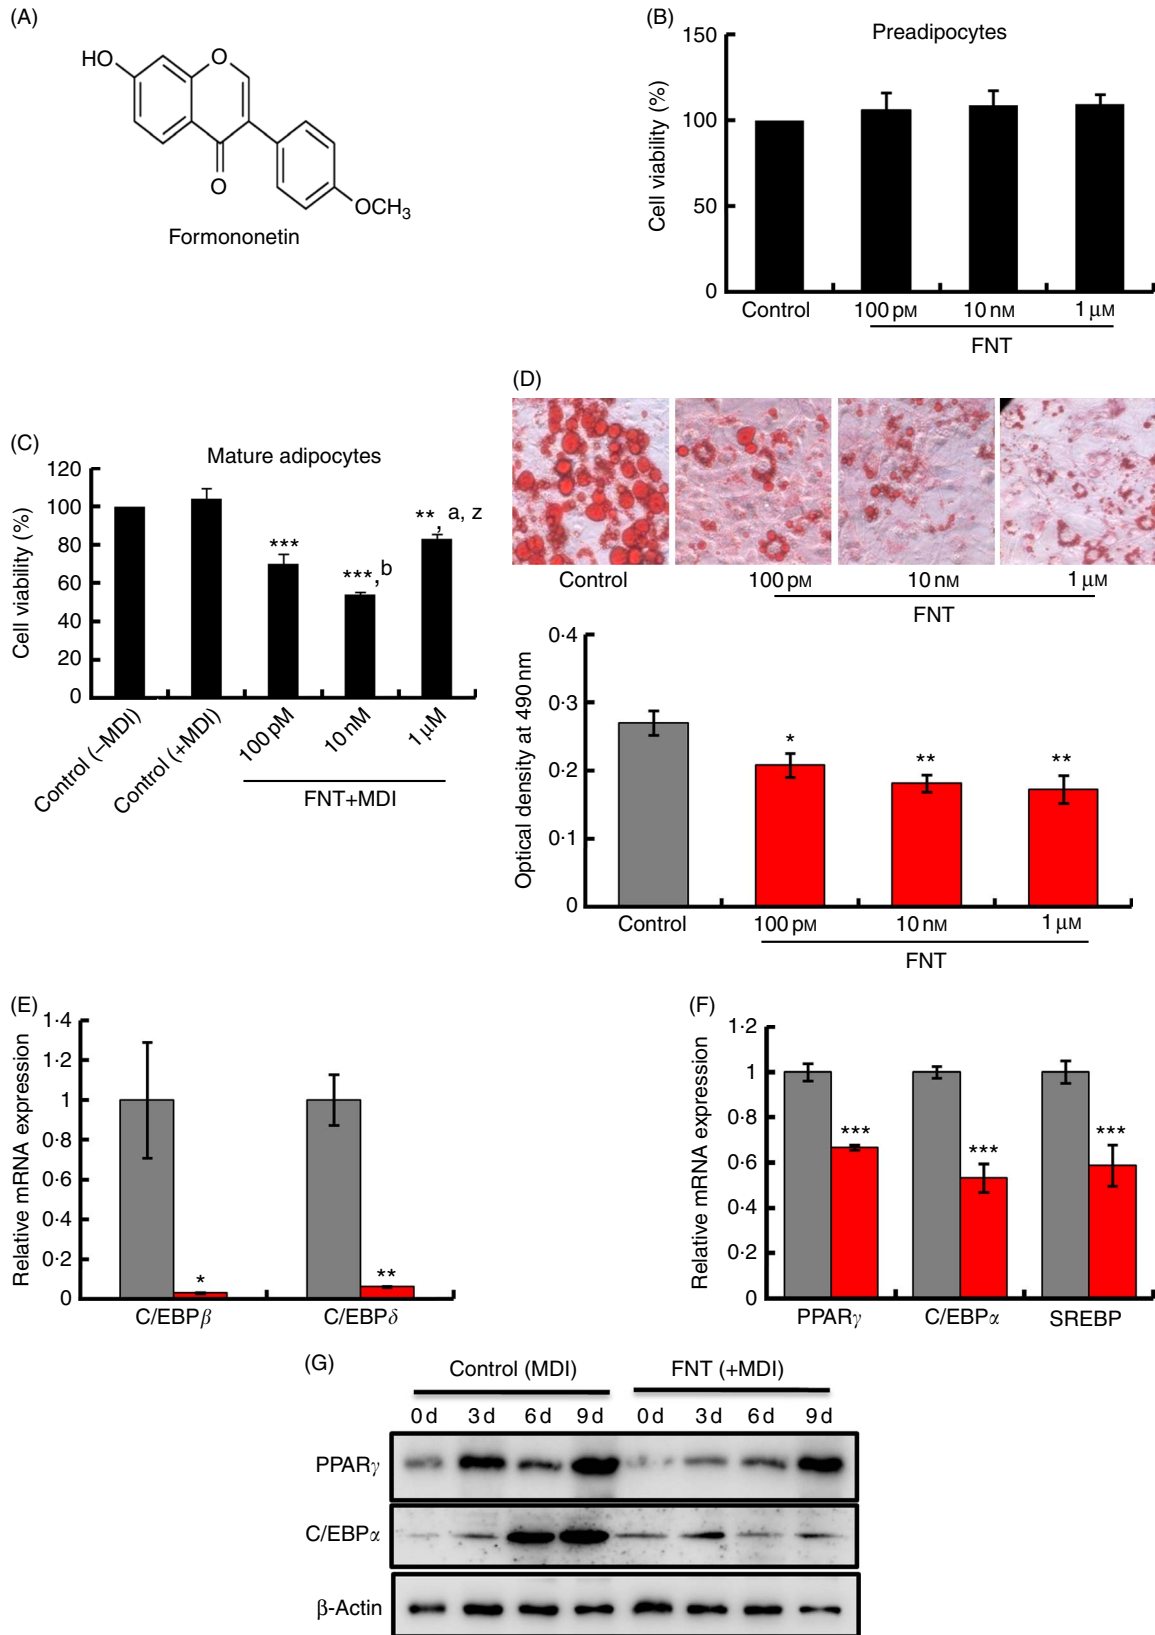 (A)
HO
O
O
OCH3
Formononetin
(B)
Preadipocytes
Cell viability (%)
150
100
50
0
Control
100 pM
10 nM
1 μM
FNT
(C)
Mature adipocytes
Cell viability (%)
120
100
80
60
40
20
0
***
***,b
**, a, z
Control (–MDI)
Control (+MDI)
100 pM
10 nM
1 μM
FNT+MDI
(D)
Control
100 pM
10 nM
1 μM
FNT
Optical density at 490 nm
0·4
0·3
0·2
0·1
0
*
**
**
Control
100 pM
10 nM
1 μM
FNT
(E)
Relative mRNA expression
1·4
1·2
1
0·8
0·6
0·4
0·2
0
*
**
C/EBPβ
C/EBPδ
(F)
Relative mRNA expression
1·2
1
0·8
0·6
0·4
0·2
0
***
***
***
PPARγ
C/EBPα
SREBP
(G)
Control (MDI)
FNT (+MDI)
0 d 3 d 6 d 9 d 0 d 3 d 6 d 9 d
PPARγ
C/EBPα
β-Actin